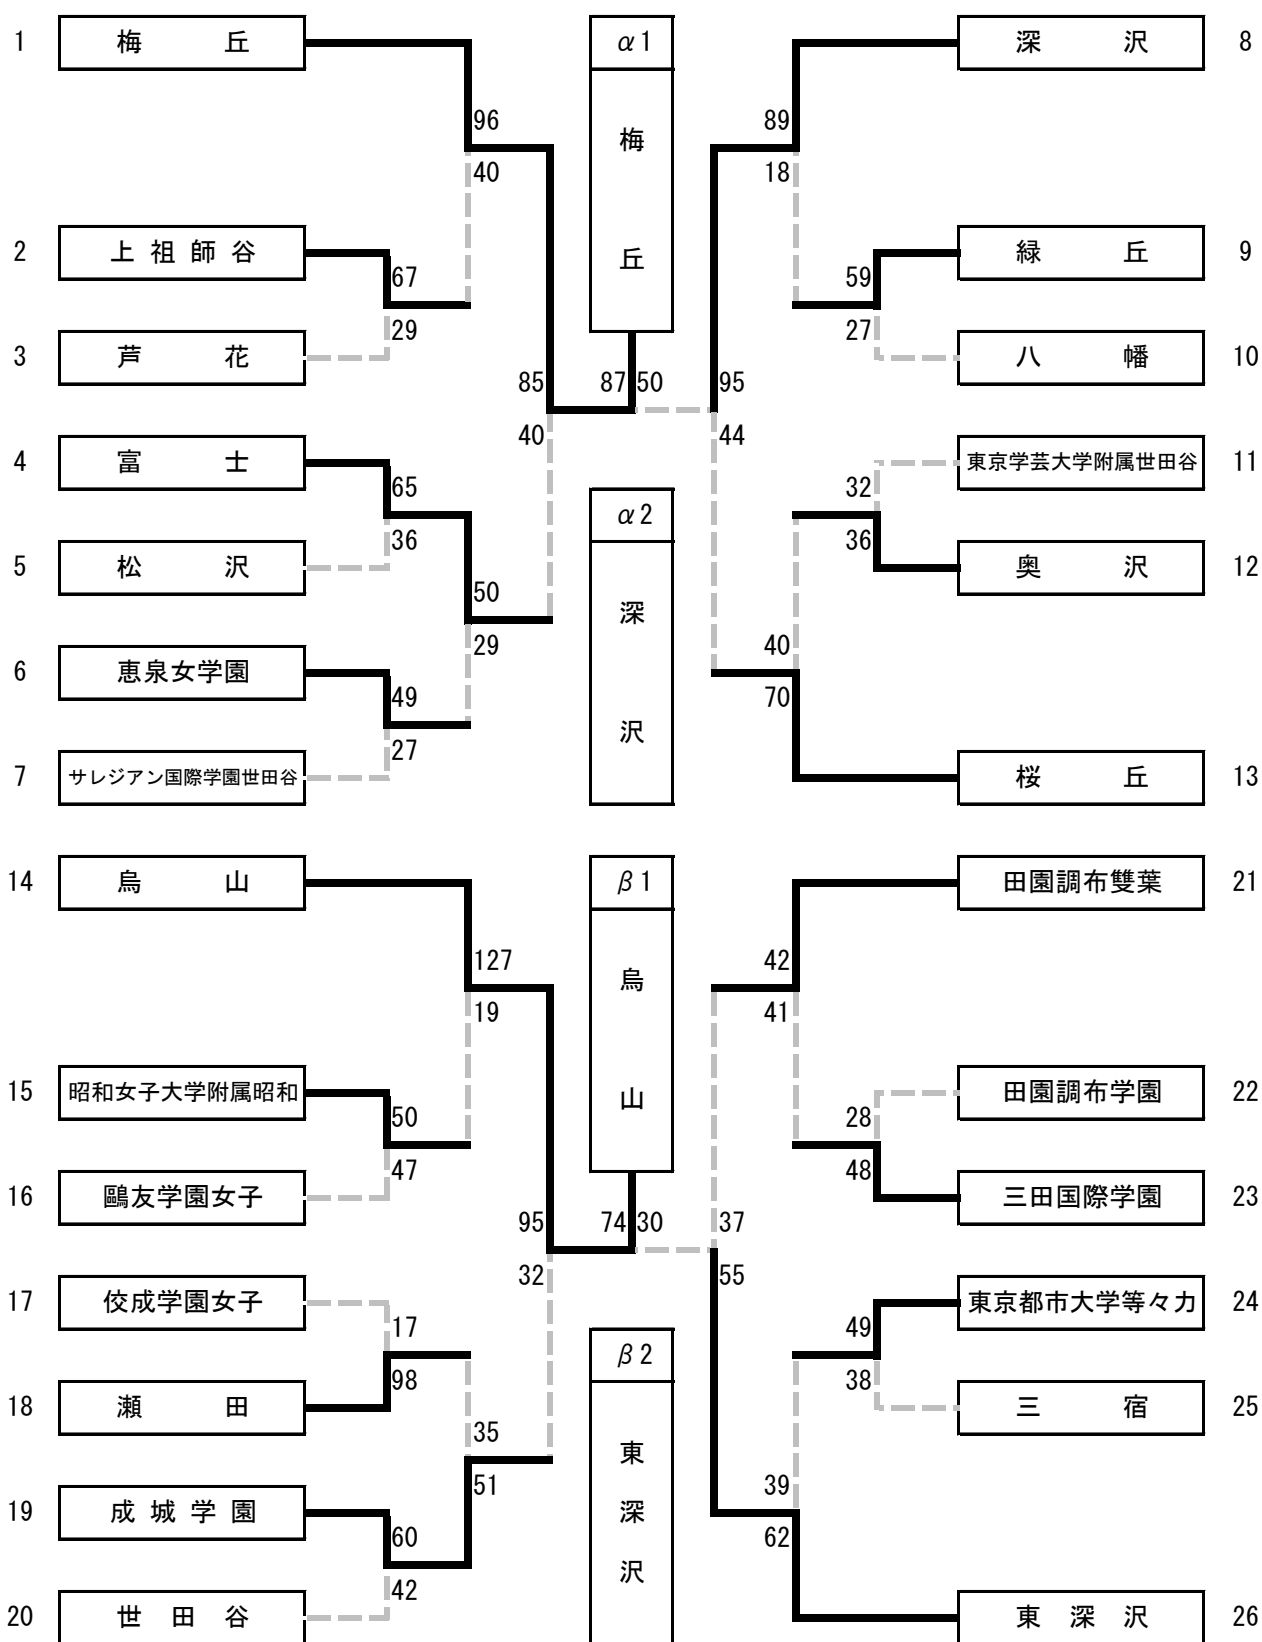 1 梅丘 α1 深沢 8
96 89
梅
40 18
2 上祖師谷 丘 緑丘 9
67 59
29 27
3 芦花 八幡 10
85 87 50 95
40 44
4 富士 東京学芸大学附属世田谷 11
65 α2 32
36 36
5 松沢 奥沢 12
50 深
29 40
6 恵泉女学園
49 沢 70
27
7 サレジアン国際学園世田谷 桜丘 13
14 烏山 β1 田園調布雙葉 21
127 42
烏
19 41
15 昭和女子大学附属昭和 山 田園調布学園 22
50 28
47 48
16 鷗友学園女子 三田国際学園 23
95 74 30 37
32 55
17 佼成学園女子 東京都市大学等々力 24
17 β2 49
98 38
18 瀬田 三宿 25
35 東
51 39
19 成城学園 深
60 62
沢
42
20 世田谷 東深沢 26